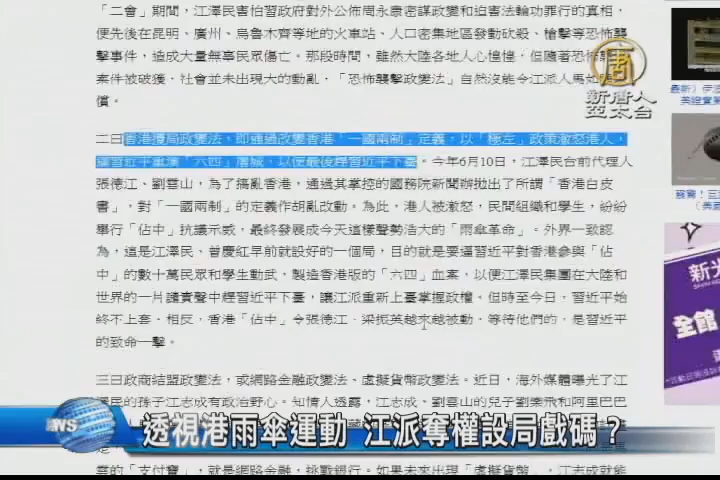 「二會」期間，江澤民害怕習政府對外公佈周永康密謀政變和迫害法輪功罪行的真相，
便先後在昆明、廣州、烏魯木齊等地的火車站、人口密集地區發動砍殺、槍擊等恐怖襲
擊事件，造成大量無辜民眾傷亡。那段時間，雖然大陸各地人心惶惶，但隨著恐怖襲
案件被破獲，社會並未出現大的動亂，「恐怖襲擊政變法」自然沒能令江派人馬如
償。
二曰香港攪局政變法，即通過改變香港「一國兩制」定義，以「極左」政策激怒港人，
逼習近平重演「六四」屠城，以便最後趕習近平下臺。今年6月10日，江澤民台前代理人
張德江、劉雲山，為了搞亂香港，通過其掌控的國務院新聞辦拋出了所謂「香港白皮
書」，對「一國兩制」的定義作胡亂改動。為此，港人被激怒，民間組織和學生，紛紛
舉行「佔中」抗議示威，最終發展成今天這樣聲勢浩大的「雨傘革命」。外界一致認
為，這是江澤民、曾慶紅早前就設好的一個局，目的就是要逼習近平對香港參與「佔
中」的數十萬民眾和學生動武，製造香港版的「六四」血案，以便江澤民集團在大陸和
世界的一片譴責聲中趕習近平下臺，讓江派重新上臺掌握政權。但時至今日，習近平始
終不上套。相反，香港「佔中」令張德江、梁振英越來越被動。等待他們的，是習近平
的致命一擊。
三曰政商結盟政變法，或網路金融政變法、虛擬貨幣政變法。近日，海外媒體曝光了江
澤民的孫子江志成有政治野心。知情人透露，江志成、劉雲山的兒子劉樂飛和阿里巴巴
的「支付寶」，就是網路金融，挑戰銀行。如果未來出現「虛擬貨幣」，江志成就能
新唐人
亞太台
新光
全館
NEWS
透視港雨傘運動 江派奪權設局戲碼？